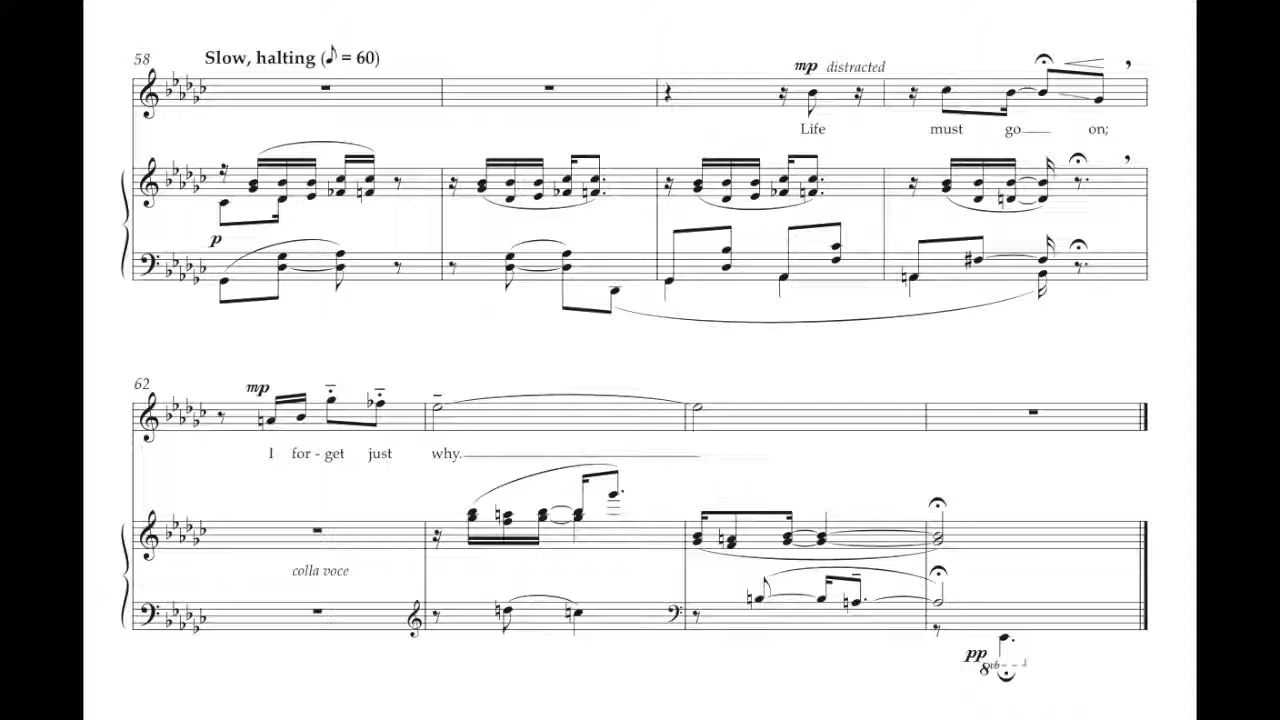 58 Slow, halting (♪ = 60)
mp distracted
Life must go on;
p
62 mp
I for - get just why.
colla voce
pp
8vb